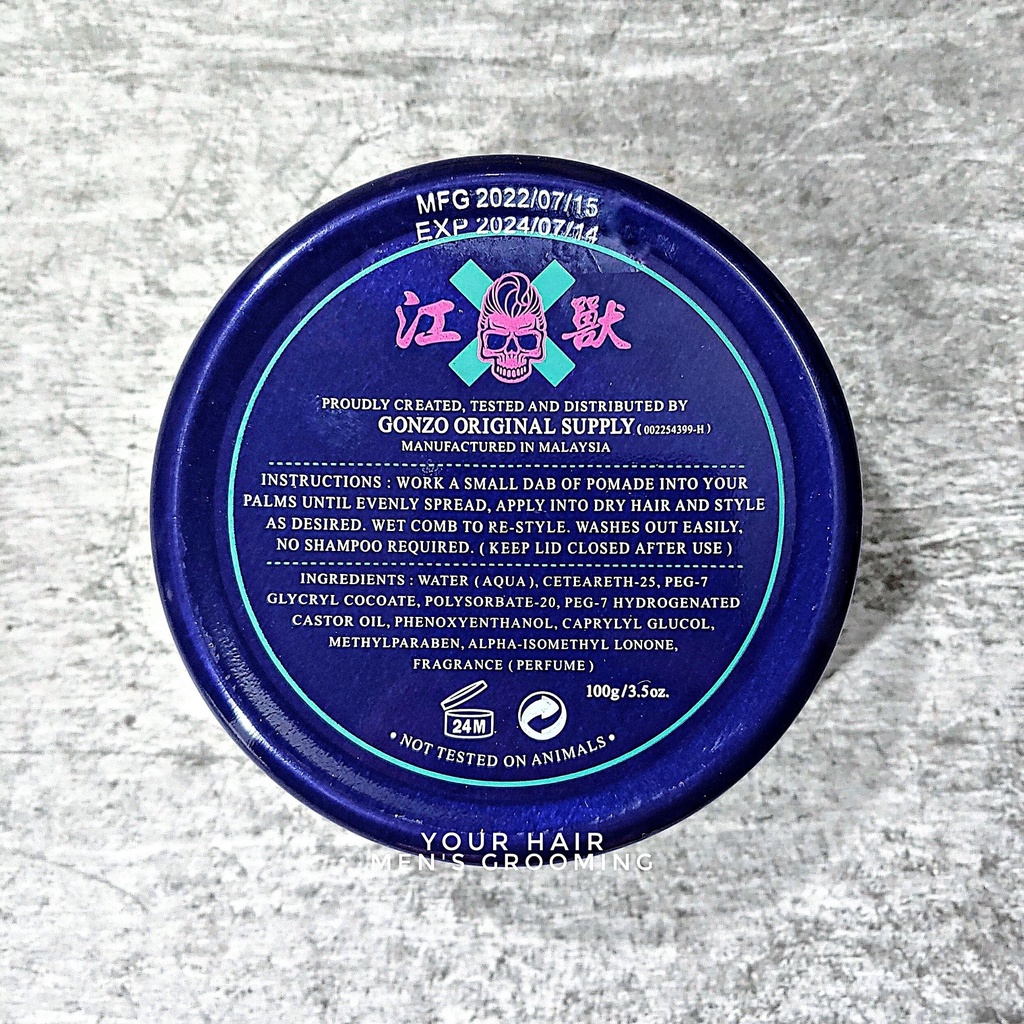 MFG 2022/07/15
EXP 2024/07/14
江 獸
PROUDLY CREATED, TESTED AND DISTRIBUTED BY
GONZO ORIGINAL SUPPLY ( 002254399-H )
MANUFACTURED IN MALAYSIA
INSTRUCTIONS : WORK A SMALL DAB OF POMADE INTO YOUR
PALMS UNTIL EVENLY SPREAD, APPLY INTO DRY HAIR AND STYLE
AS DESIRED. WET COMB TO RE-STYLE. WASHES OUT EASILY,
NO SHAMPOO REQUIRED. ( KEEP LID CLOSED AFTER USE )
INGREDIENTS : WATER ( AQUA ), CETEARETH-25, PEG-7
GLYCRYL COCOATE, POLYSORBATE-20, PEG-7 HYDROGENATED
CASTOR OIL, PHENOXYENTHANOL, CAPRYLYL GLUCOL,
METHYLPARABEN, ALPHA-ISOMETHYL LONONE,
FRAGRANCE ( PERFUME )
100g/3.5oz.
24M
• NOT TESTED ON ANIMALS •
YOUR HAIR
MEN'S GROOMING